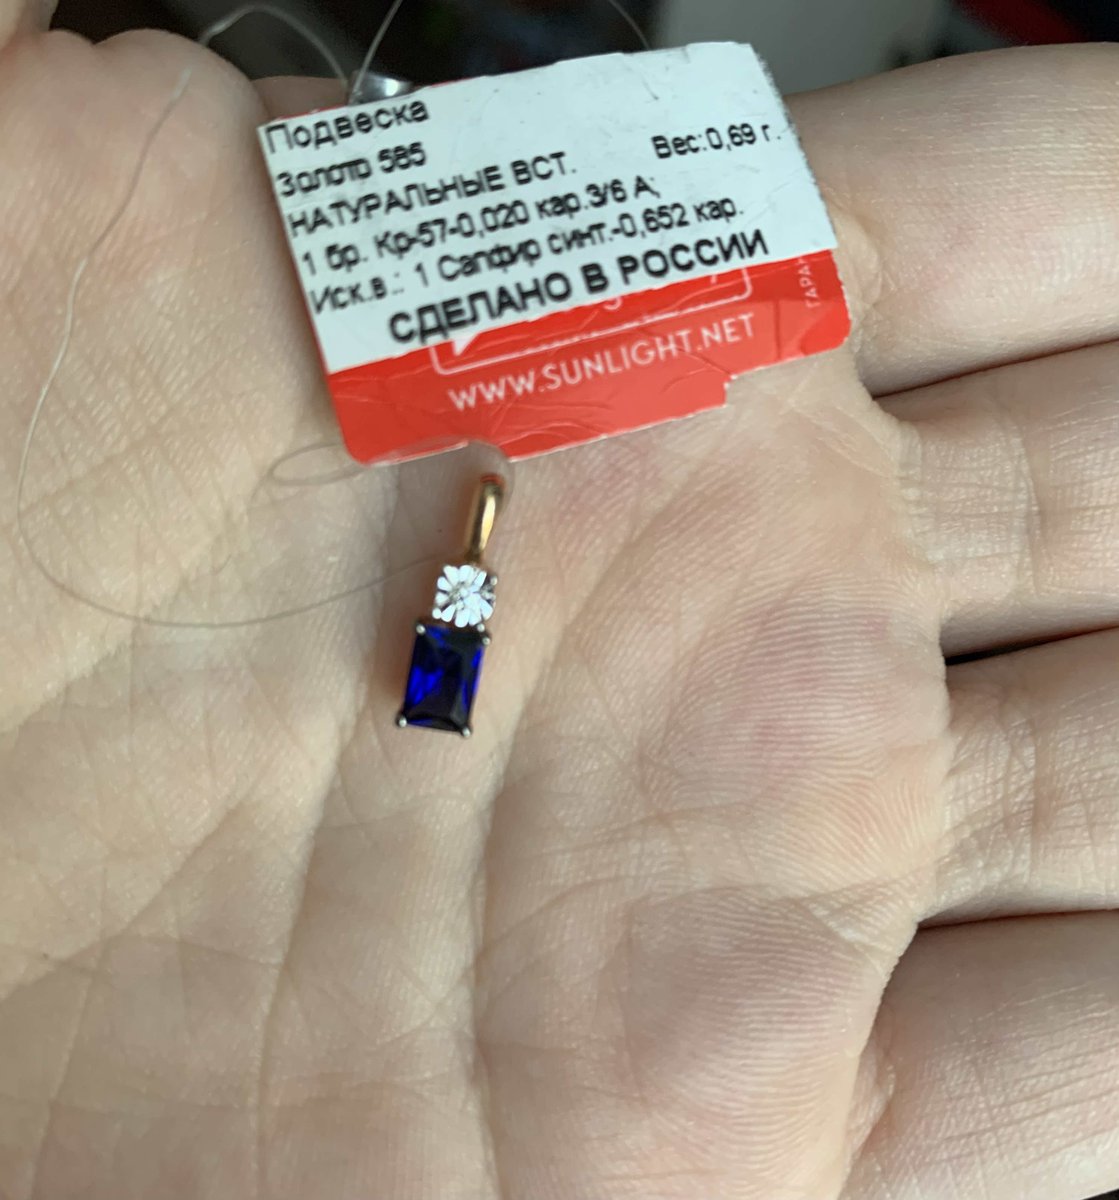 Подвеска
Золото 585 Вес:0,69 г.
НАТУРАЛЬНЫЕ ВСТ.
1 бр. Кр-57-0,020 кар.3/6 А;
Иск.в.: 1 Сапфир синт.-0,652 кар.
СДЕЛАНО В РОССИИ
WWW.SUNLIGHT.NET